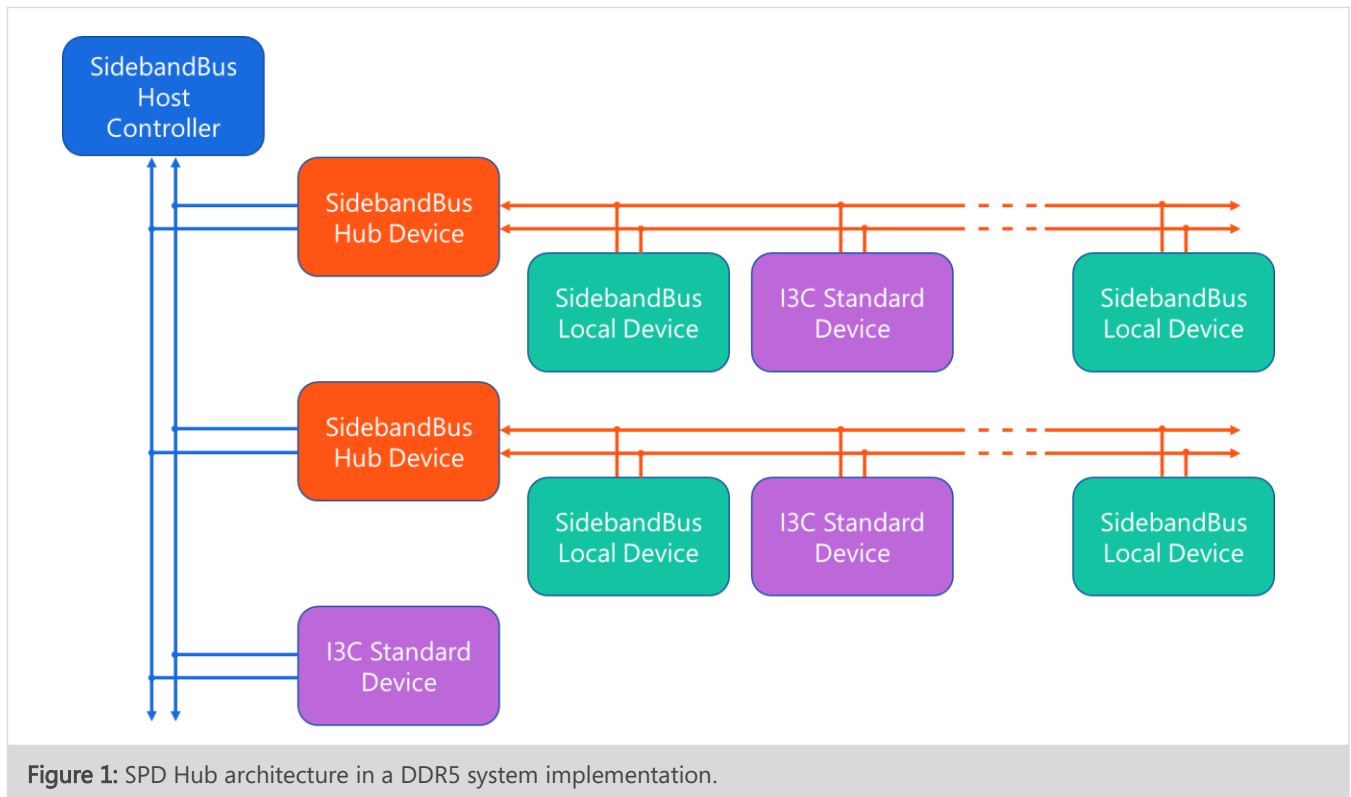 SidebandBus
Host
Controller
SidebandBus
Hub Device
SidebandBus
Local Device
I3C Standard
Device
SidebandBus
Local Device
SidebandBus
Hub Device
SidebandBus
Local Device
I3C Standard
Device
SidebandBus
Local Device
I3C Standard
Device
Figure 1: SPD Hub architecture in a DDR5 system implementation.